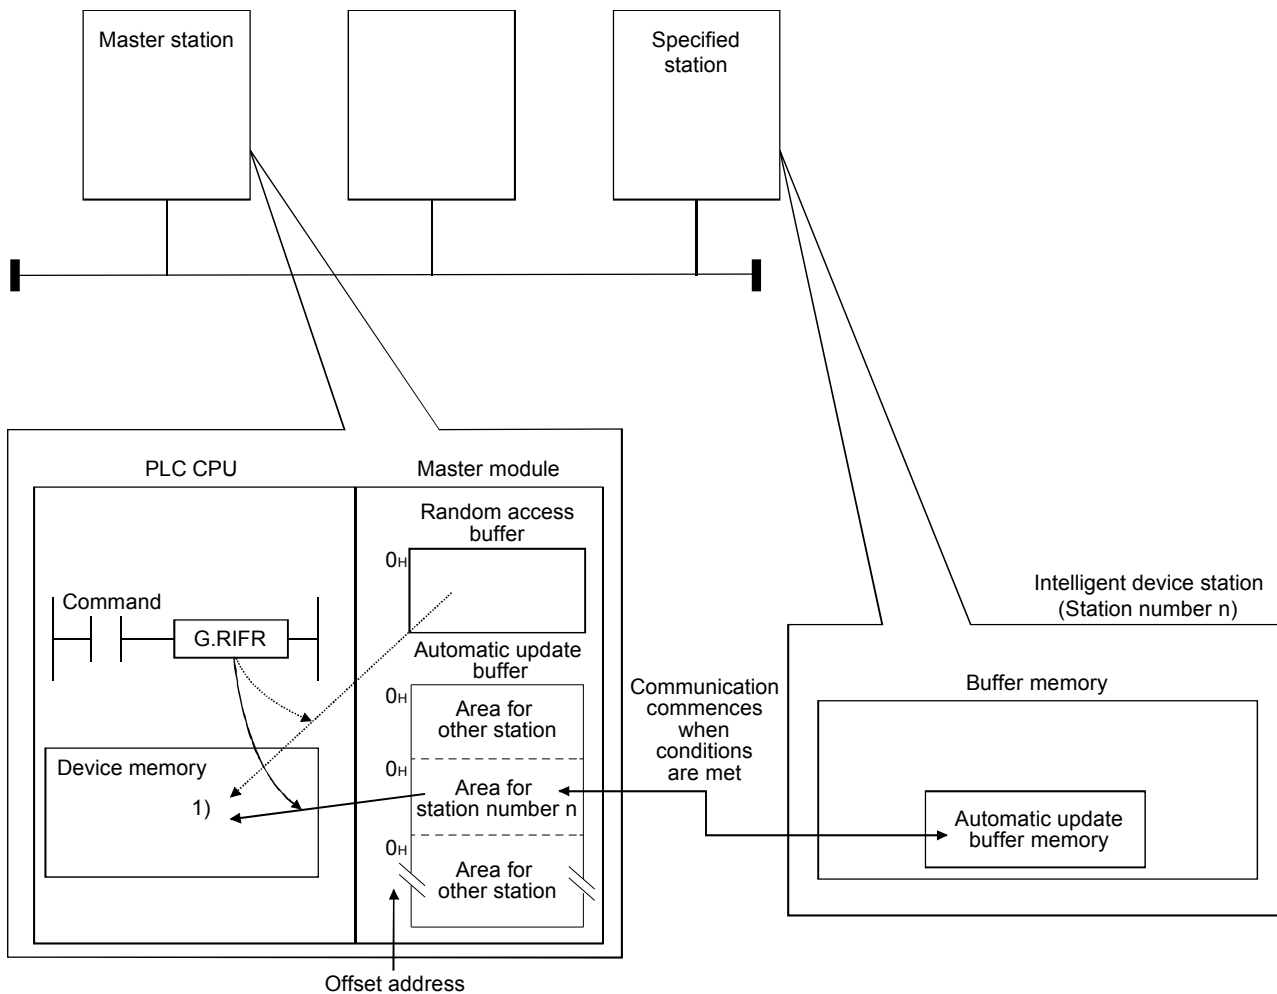 Master station
Specified
station
PLC CPU
Master module
Random access
buffer
0H
Command
G.RIFR
Automatic update
buffer
0H
Area for
other station
Device memory
1)
0H
Area for
station number n
0H
Area for
other station
Offset address
Communication
commences
when
conditions
are met
Intelligent device station
(Station number n)
Buffer memory
Automatic update
buffer memory